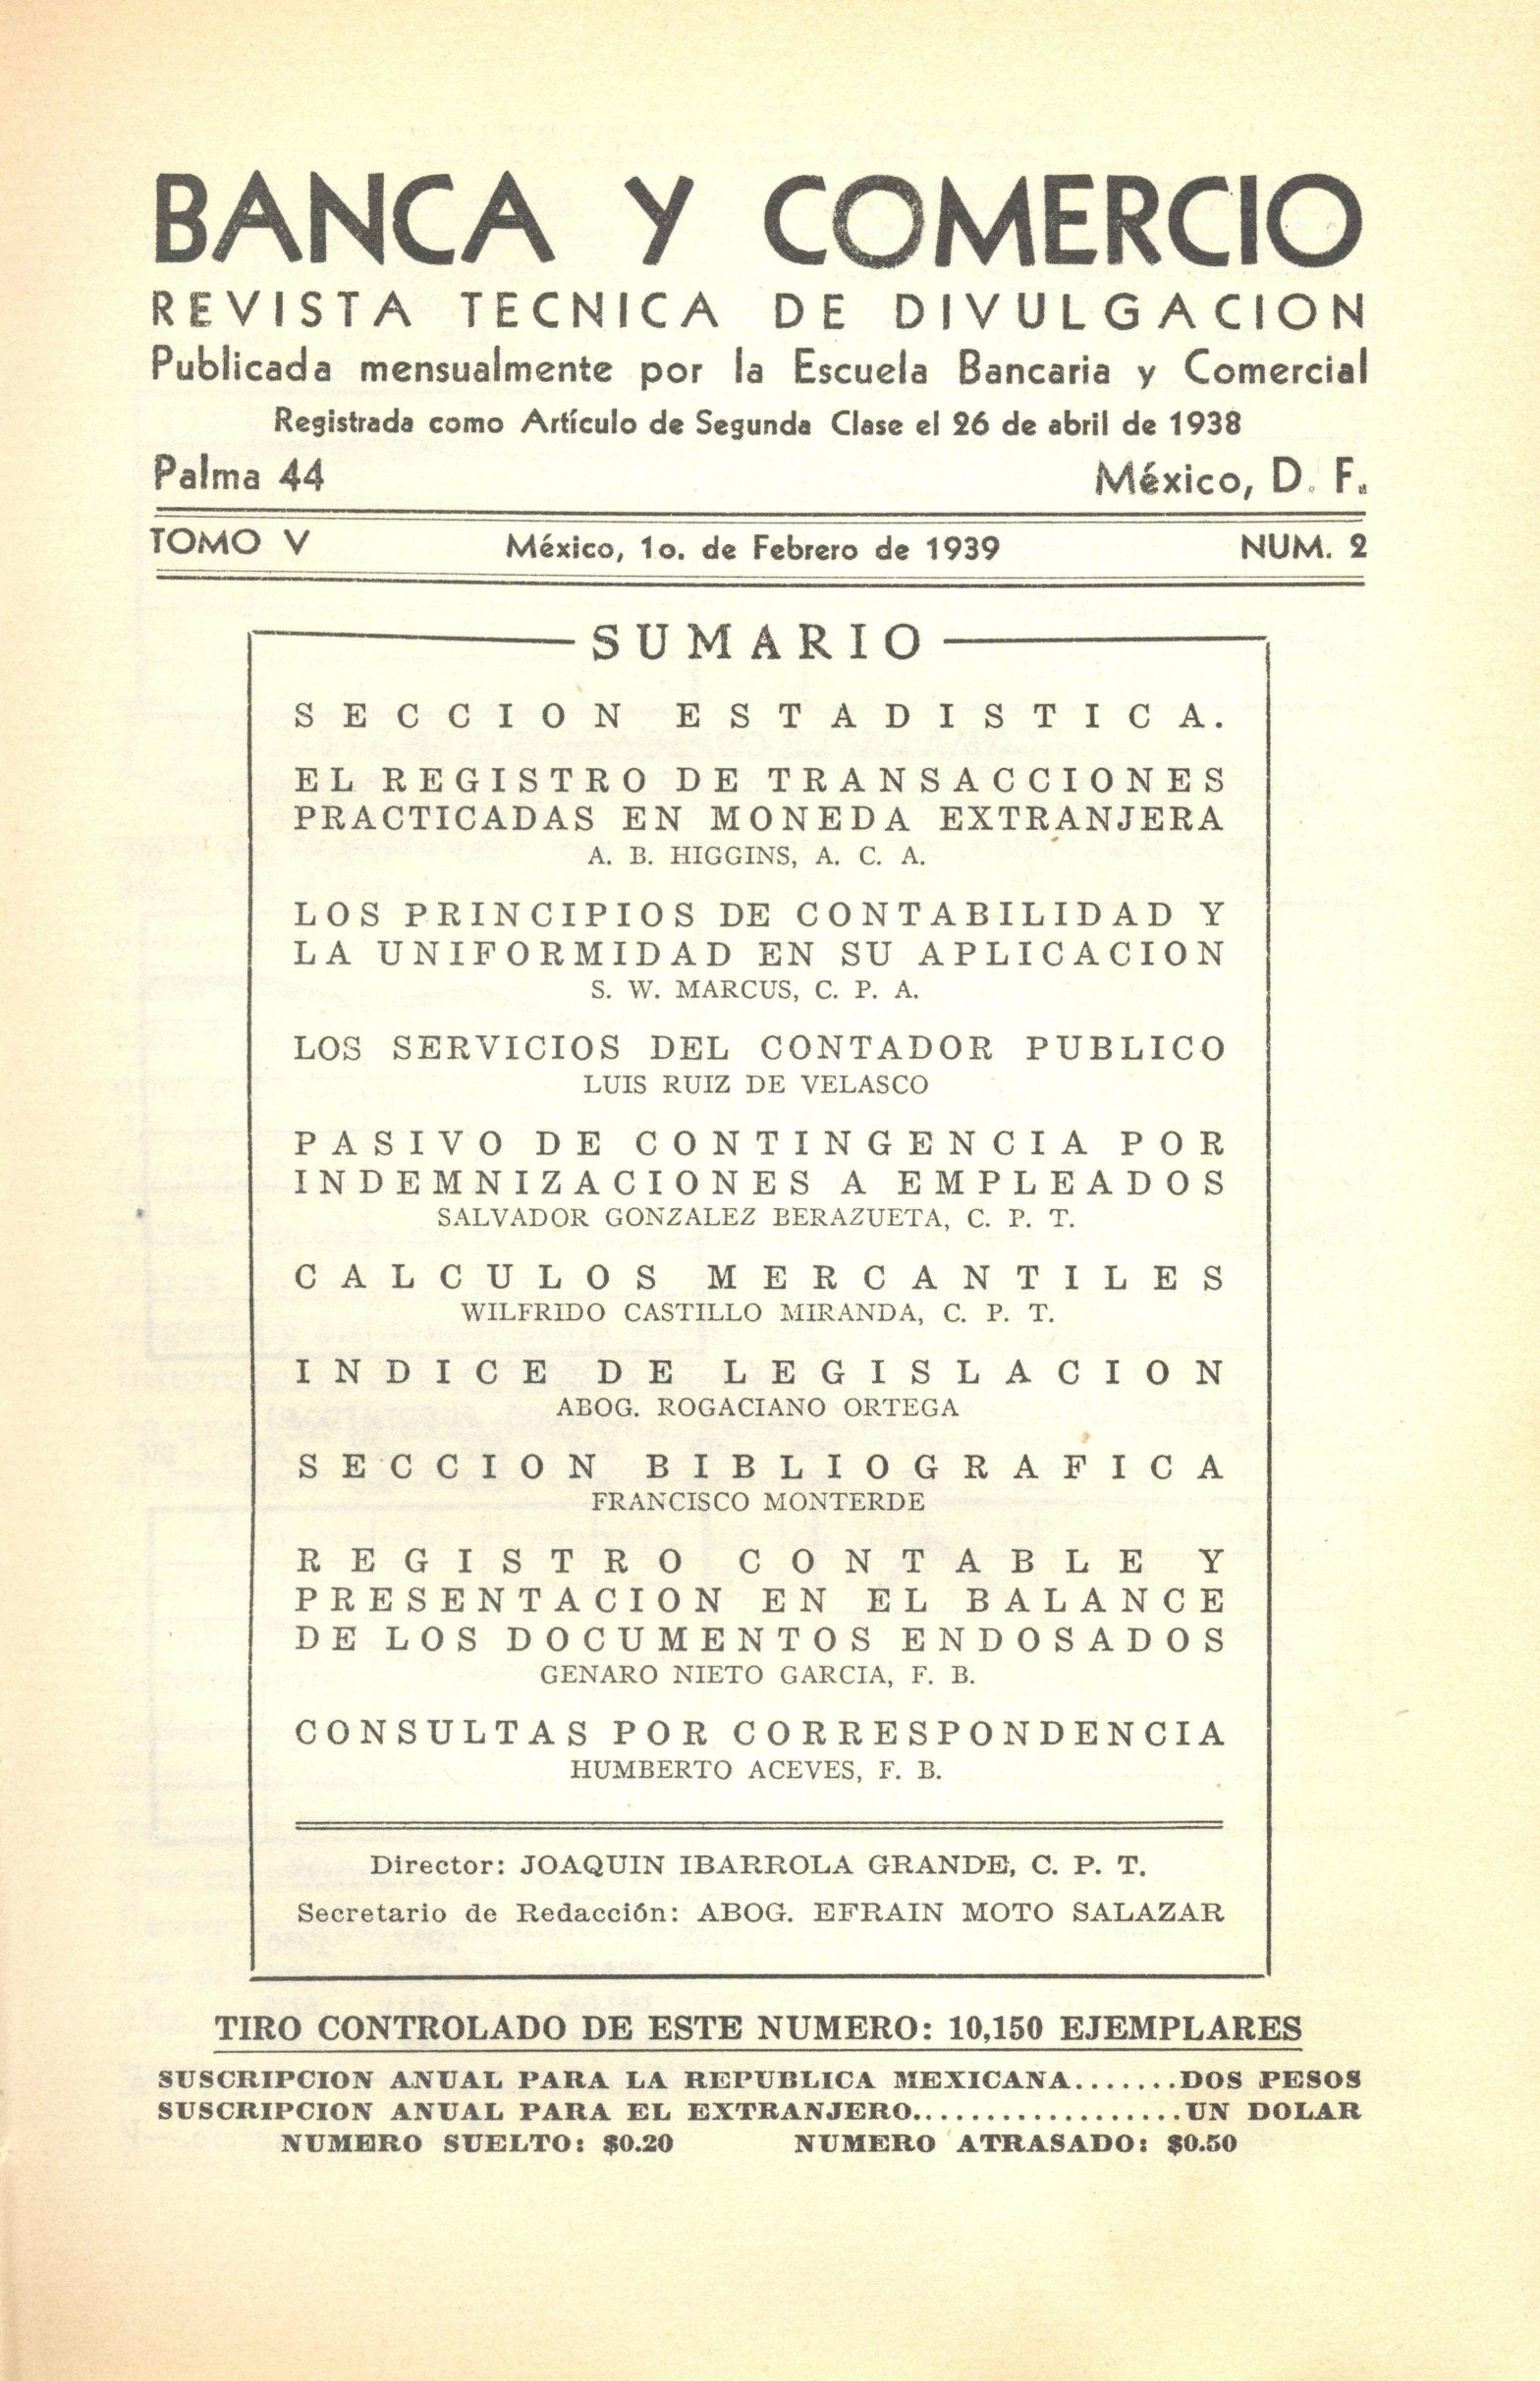 BANCA Y COMERCIO
REVISTA TECNICA DE DIVULGACION
Publicada mensualmente por la Escuela Bancaria y Comercial
Registrada como Artículo de Segunda Clase el 26 de abril de 1938
Palma 44 México, D. F.
TOMO V México, 1o. de Febrero de 1939 NUM. 2
SUMARIO
SECCION ESTADISTICA.
EL REGISTRO DE TRANSACCIONES
PRACTICADAS EN MONEDA EXTRANJERA
A. B. HIGGINS, A. C. A.
LOS PRINCIPIOS DE CONTABILIDAD Y
LA UNIFORMIDAD EN SU APLICACION
S. W. MARCUS, C. P. A.
LOS SERVICIOS DEL CONTADOR PUBLICO
LUIS RUIZ DE VELASCO
PASIVO DE CONTINGENCIA POR
INDEMNIZACIONES A EMPLEADOS
SALVADOR GONZALEZ BERAZUETA, C. P. T.
CALCULOS MERCANTILES
WILFRIDO CASTILLO MIRANDA, C. P. T.
INDICE DE LEGISLACION
ABOG. ROGACIANO ORTEGA
SECCION BIBLIOGRAFICA
FRANCISCO MONTERDE
REGISTRO CONTABLE Y
PRESENTACION EN EL BALANCE
DE LOS DOCUMENTOS ENDOSADOS
GENARO NIETO GARCIA, F. B.
CONSULTAS POR CORRESPONDENCIA
HUMBERTO ACEVES, F. B.
Director: JOAQUIN IBARROLA GRANDE, C. P. T.
Secretario de Redacción: ABOG. EFRAIN MOTO SALAZAR
TIRO CONTROLADO DE ESTE NUMERO: 10,150 EJEMPLARES
SUSCRIPCION ANUAL PARA LA REPUBLICA MEXICANA.......DOS PESOS
SUSCRIPCION ANUAL PARA EL EXTRANJERO..................UN DOLAR
NUMERO SUELTO: $0.20 NUMERO ATRASADO: $0.50